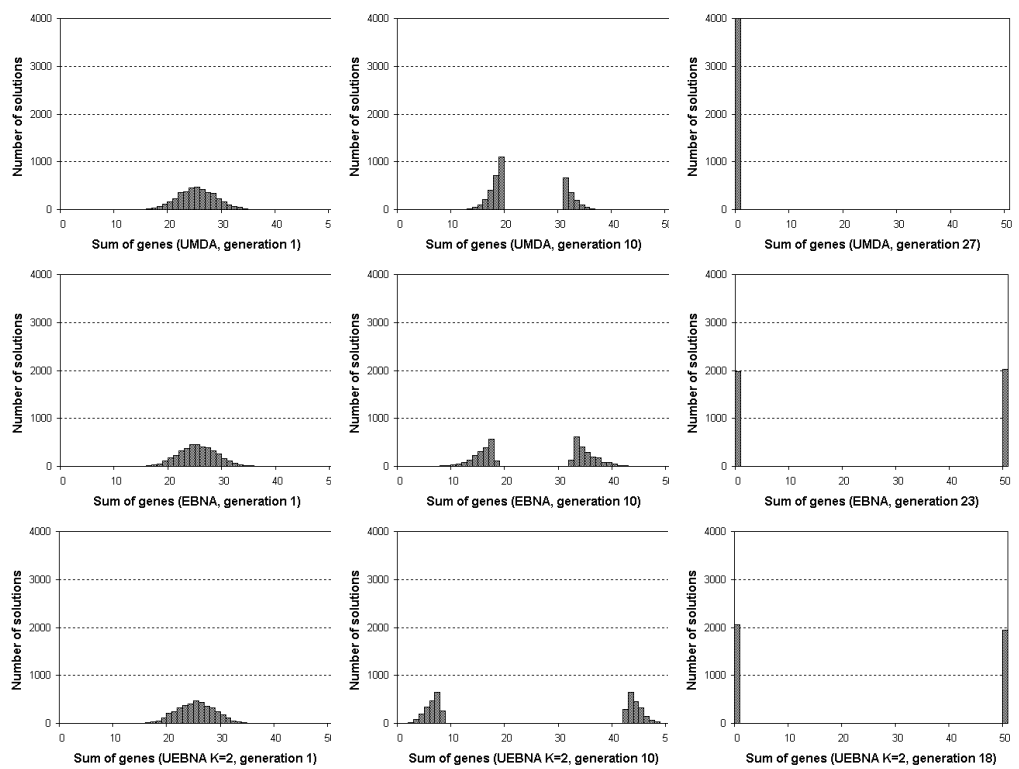 Number of solutions
4000
3000
2000
1000
0
0 10 20 30 40 5
Sum of genes (UMDA, generation 1)
Number of solutions
4000
3000
2000
1000
0
0 10 20 30 40 50
Sum of genes (UMDA, generation 10)
Number of solutions
4000
3000
2000
1000
0
0 10 20 30 40 50
Sum of genes (UMDA, generation 27)
Number of solutions
4000
3000
2000
1000
0
0 10 20 30 40 5
Sum of genes (EBNA, generation 1)
Number of solutions
4000
3000
2000
1000
0
0 10 20 30 40 50
Sum of genes (EBNA, generation 10)
Number of solutions
4000
3000
2000
1000
0
0 10 20 30 40 50
Sum of genes (EBNA, generation 23)
Number of solutions
4000
3000
2000
1000
0
0 10 20 30 40 50
Sum of genes (UEBNA K=2, generation 1)
Number of solutions
4000
3000
2000
1000
0
0 10 20 30 40 50
Sum of genes (UEBNA K=2, generation 10)
Number of solutions
4000
3000
2000
1000
0
0 10 20 30 40 50
Sum of genes (UEBNA K=2, generation 18)